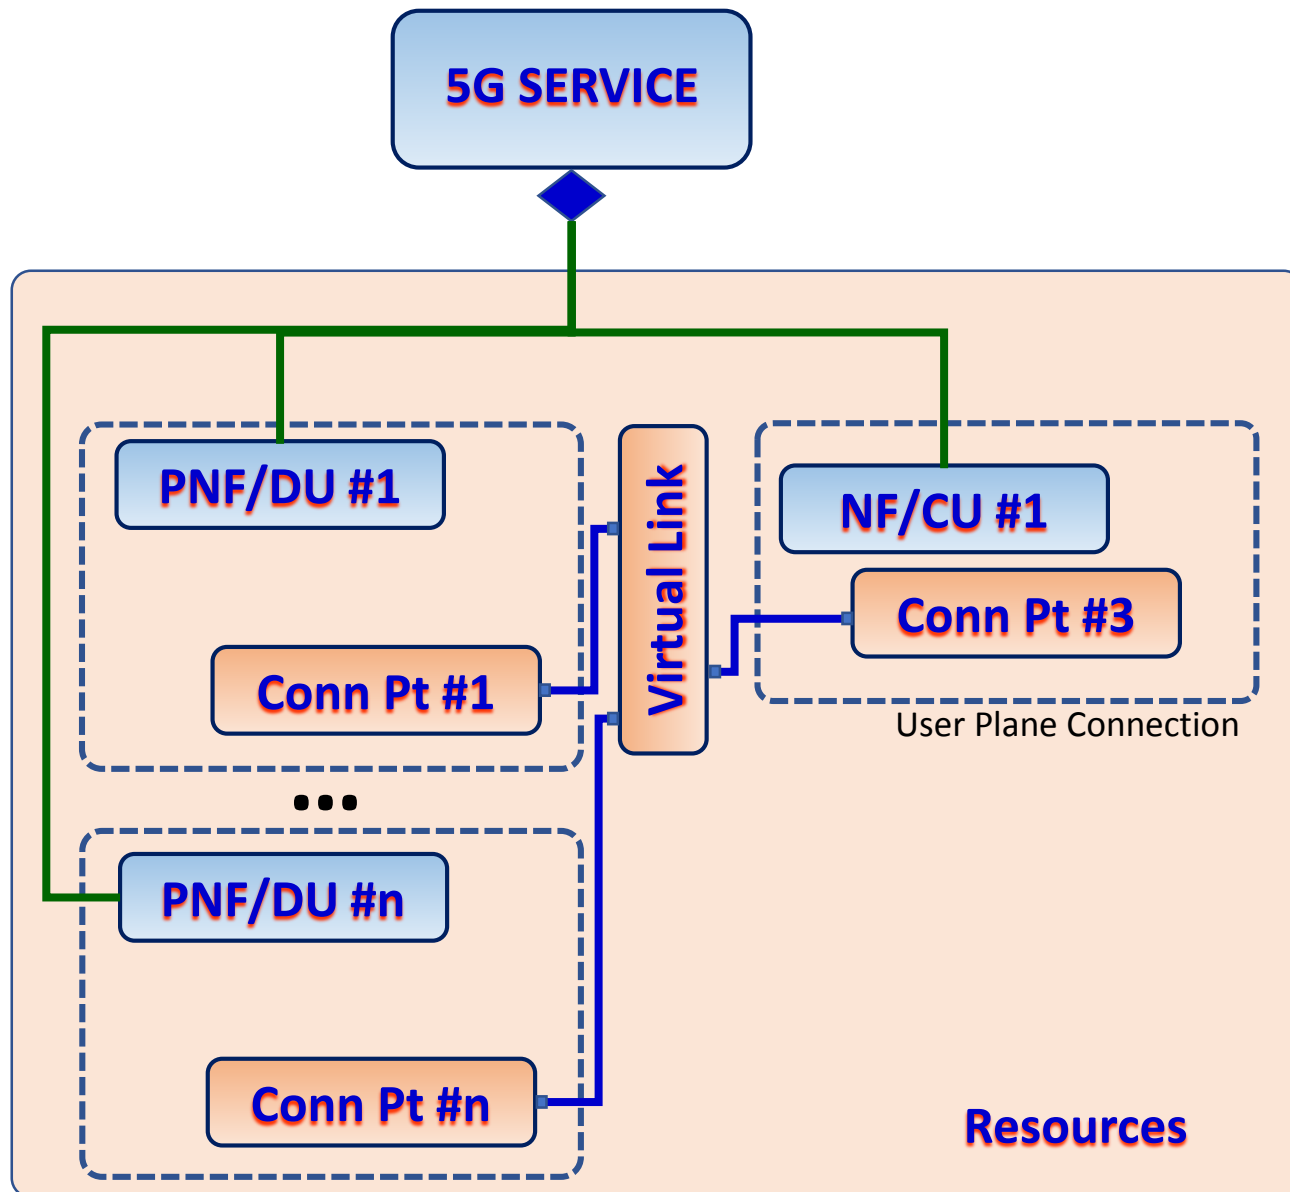 5G SERVICE
PNF/DU #1
Conn Pt #1
Virtual Link
NF/CU #1
Conn Pt #3
User Plane Connection
...
PNF/DU #n
Conn Pt #n
Resources